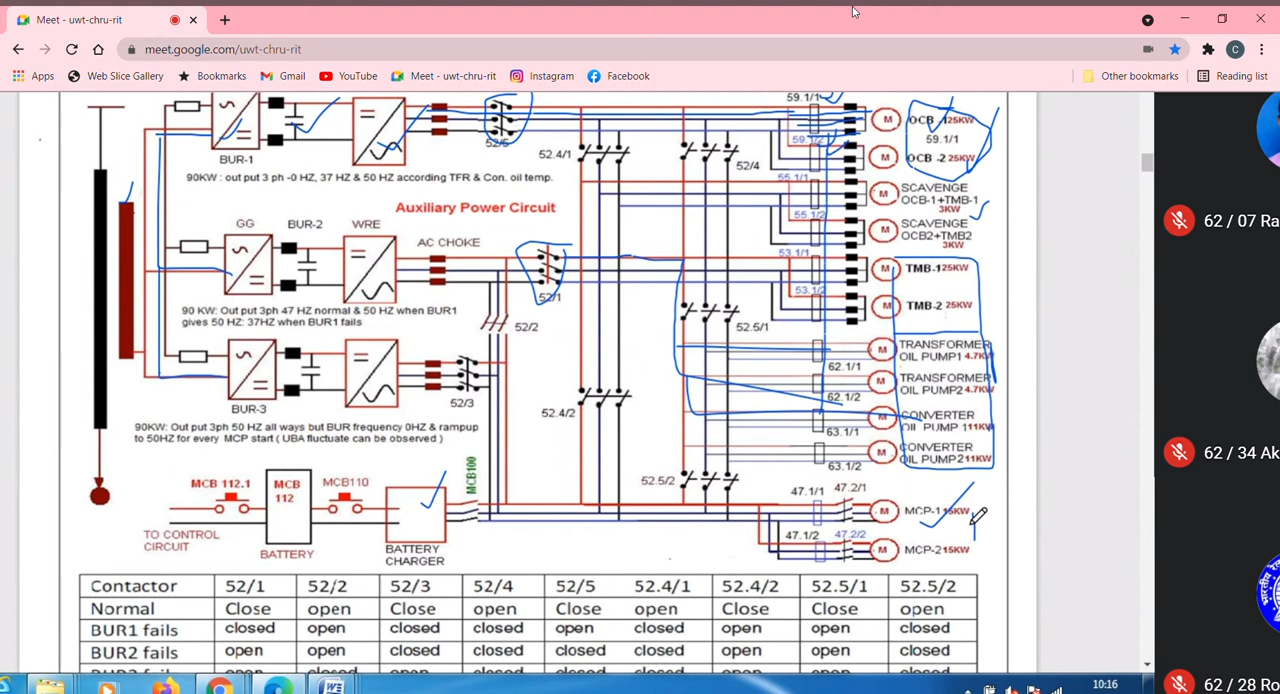 Meet - uwt-chru-rit
meet.google.com/uwt-chru-rit
C
Apps Web Slice Gallery Bookmarks Gmail YouTube Meet - uwt-chru-rit Instagram Facebook Other bookmarks Reading list
59.1/1
M OCB-125KW
59.1/1
BUR-1
52/5
59.1/2
M OCB -2 25KW
52.4/1
52/4
90KW : out put 3 ph -0 HZ, 37 HZ & 50 HZ according TFR & Con. oil temp.
55.1/1
M SCAVENGE
OCB-1+TMB-1
3KW
Auxiliary Power Circuit
55.1/2
M SCAVENGE
OCB2+TMB2
3KW
GG BUR-2 WRE
AC CHOKE
53.1/1
M TMB-125KW
52/1
53.1/2
M TMB-2 25KW
90 KW: Out put 3ph 47 HZ normal & 50 HZ when BUR1
gives 50 HZ: 37HZ when BUR1 fails
52/2
52.5/1
M TRANSFORMER
OIL PUMP1 4.7KW
62.1/1
M TRANSFORMER
OIL PUMP2 4.7KW
62.1/2
BUR-3
52/3
52.4/2
M CONVERTER
OIL PUMP 111KW
63.1/1
90KW: Out put 3ph 50 HZ all ways but BUR frequency 0HZ & rampup
to 50HZ for every MCP start ( UBA fluctuate can be observed )
M CONVERTER
OIL PUMP211KW
63.1/2
52.5/2
MCB100
MCB 112.1
MCB
112
MCB110
47.1/1 47.2/1
M MCP-115KW
TO CONTROL
CIRCUIT
BATTERY
BATTERY
CHARGER
47.1/2 47.2/2
M MCP-215KW
Contactor 52/1 52/2 52/3 52/4 52/5 52.4/1 52.4/2 52.5/1 52.5/2
Normal Close open Close open Close open Close Close open
BUR1 fails closed open closed closed open closed open open closed
BUR2 fails open open closed closed closed closed open open closed
62 / 07 Ra
62 / 34 Ak
62 / 28 Ro
10:16